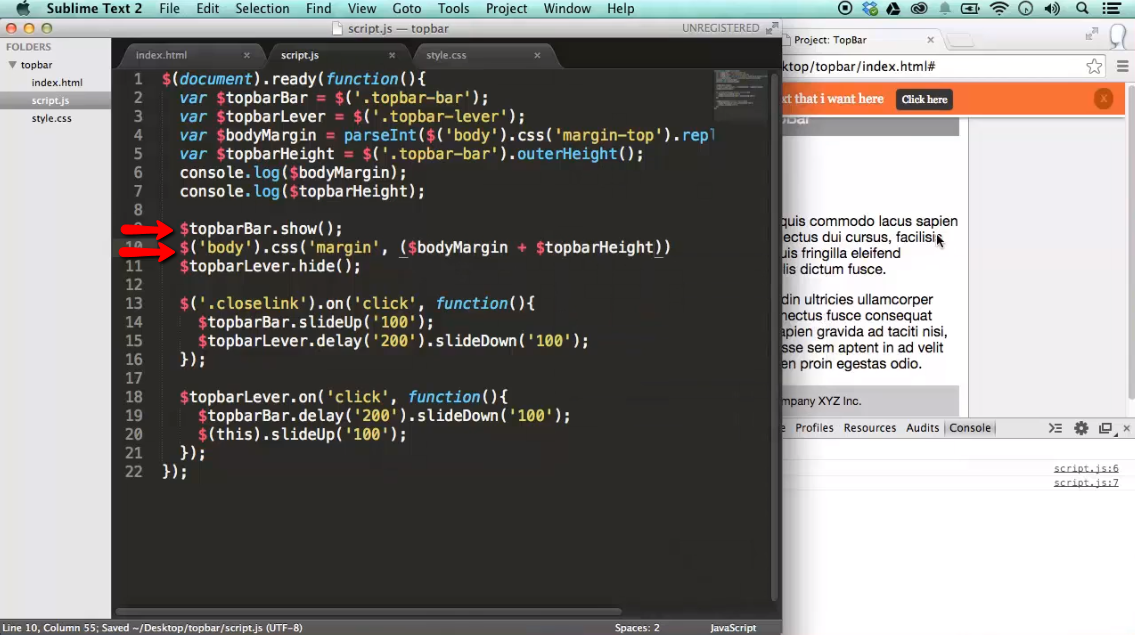 Sublime Text 2 File Edit Selection Find View Goto Tools Project Window Help
script.js — topbar
UNREGISTERED
FOLDERS
topbar
index.html
script.js
style.css
index.html × script.js × style.css ×
1 $(document).ready(function(){
2 var $topbarBar = $('.topbar-bar');
3 var $topbarLever = $('.topbar-lever');
4 var $bodyMargin = parseInt($('body').css('margin-top').repl
5 var $topbarHeight = $('.topbar-bar').outerHeight();
6 console.log($bodyMargin);
7 console.log($topbarHeight);
8
9 $topbarBar.show();
10 $('body').css('margin', ($bodyMargin + $topbarHeight))
11 $topbarLever.hide();
12
13 $('.closelink').on('click', function(){
14 $topbarBar.slideUp('100');
15 $topbarLever.delay('200').slideDown('100');
16 });
17
18 $topbarLever.on('click', function(){
19 $topbarBar.delay('200').slideDown('100');
20 $(this).slideUp('100');
21 });
22 });
Line 10, Column 55; Saved ~/Desktop/topbar/script.js (UTF-8)
Spaces: 2
JavaScript
Project: TopBar ×
sktop/topbar/index.html#
xt that i want here Click here X
quis commodo lacus sapien
ectus dui cursus, facilisi
uis fringilla eleifend
lis dictum fusce.
din ultricies ullamcorper
nectus fusce consequat
apien gravida ad taciti nisi,
sse sem aptent in ad velit
en proin egestas odio.
ompany XYZ Inc.
Profiles Resources Audits Console ×
script.js:6
script.js:7